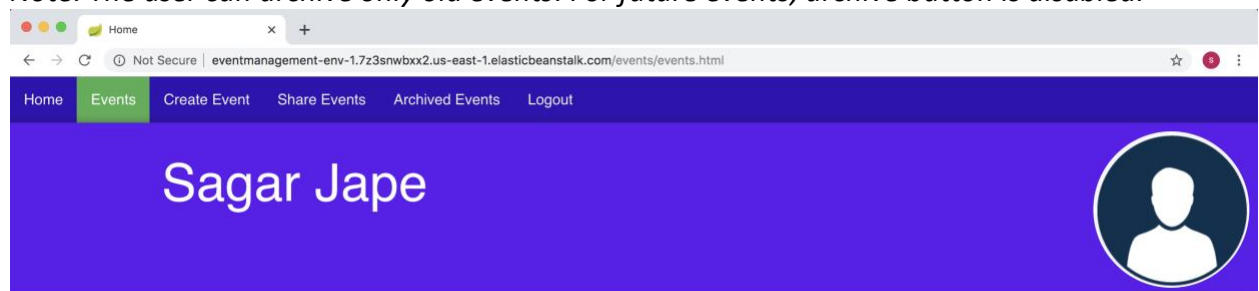 Note: The user can archive only old events. For future events, archive button is disabled.
Home
Not Secure eventmanagement-env-1.7z3snwbxx2.us-east-1.elasticbeanstalk.com/events/events.html
S
Home Events Create Event Share Events Archived Events Logout
Sagar Jape